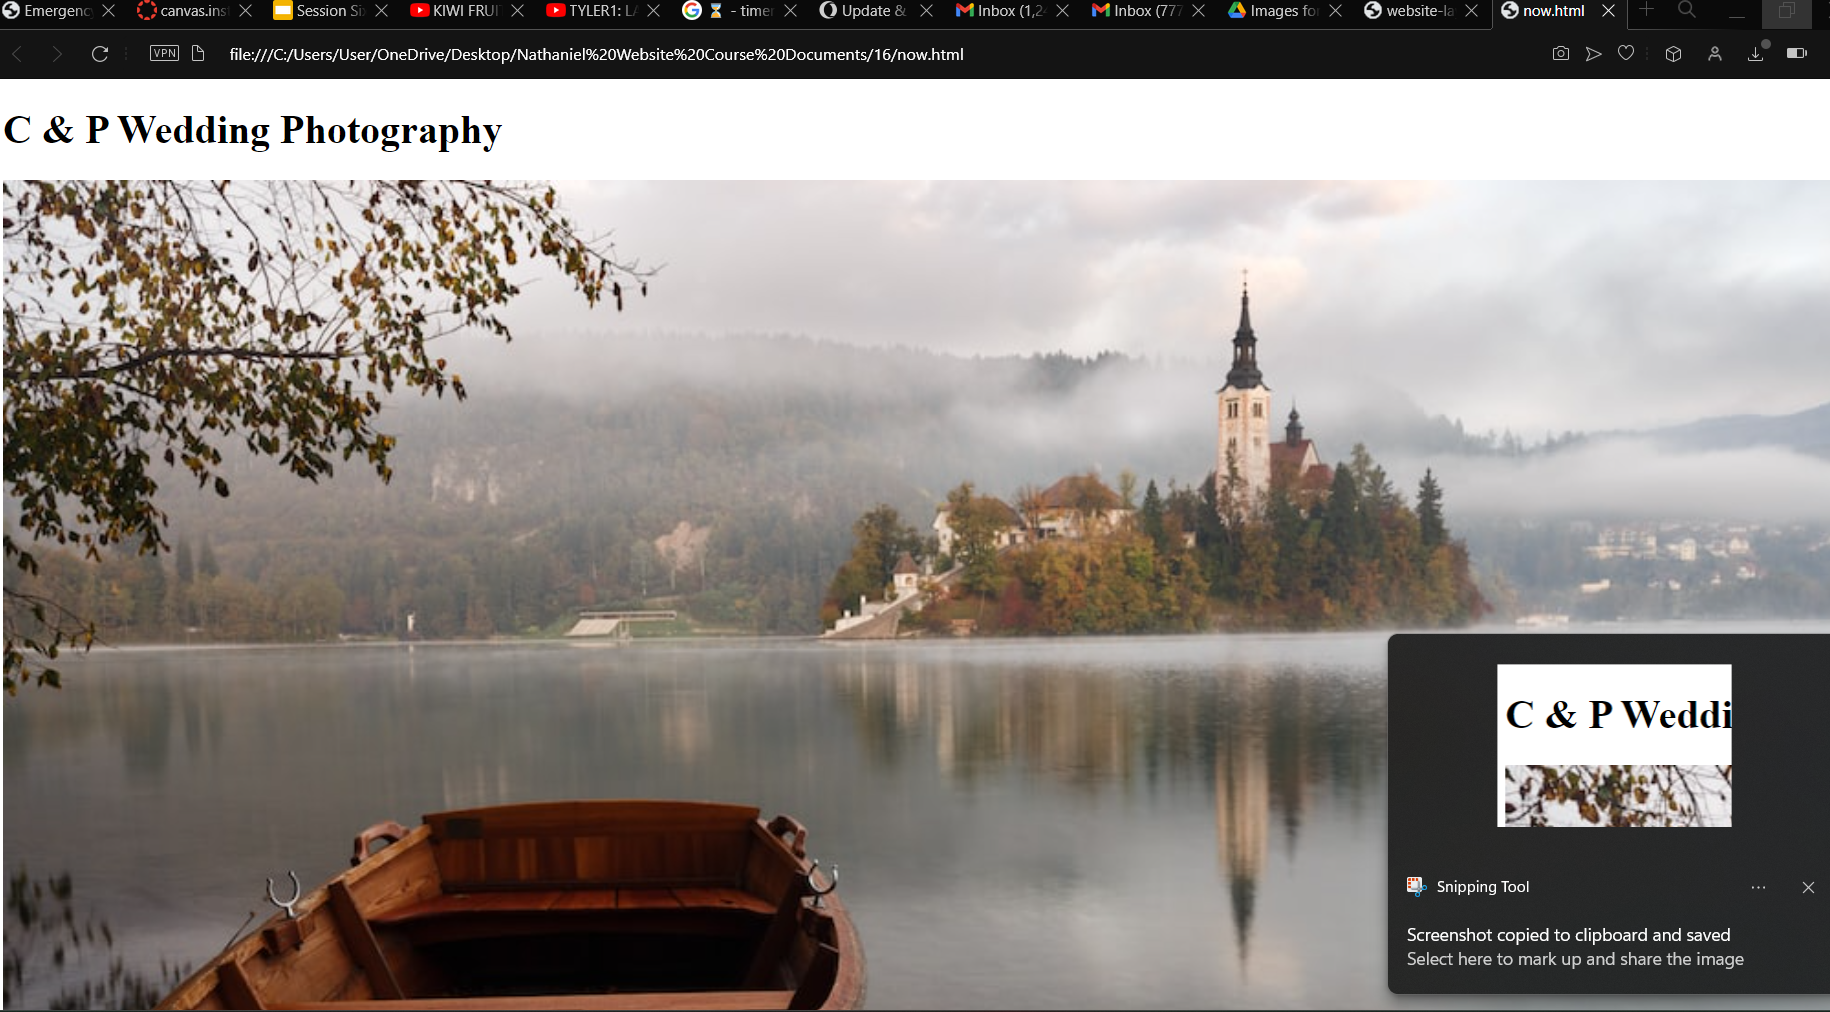 Emergenc
canvas.ins
Session Si
KIWI FRUI
TYLER1: LA
- timer
Update &
Inbox (1,2
Inbox (777
Images fo
website-la
now.html
VPN
file:///C:/Users/User/OneDrive/Desktop/Nathaniel%20Website%20Course%20Documents/16/now.html
C & P Wedding Photography
C & P Weddi
Snipping Tool
Screenshot copied to clipboard and saved
Select here to mark up and share the image